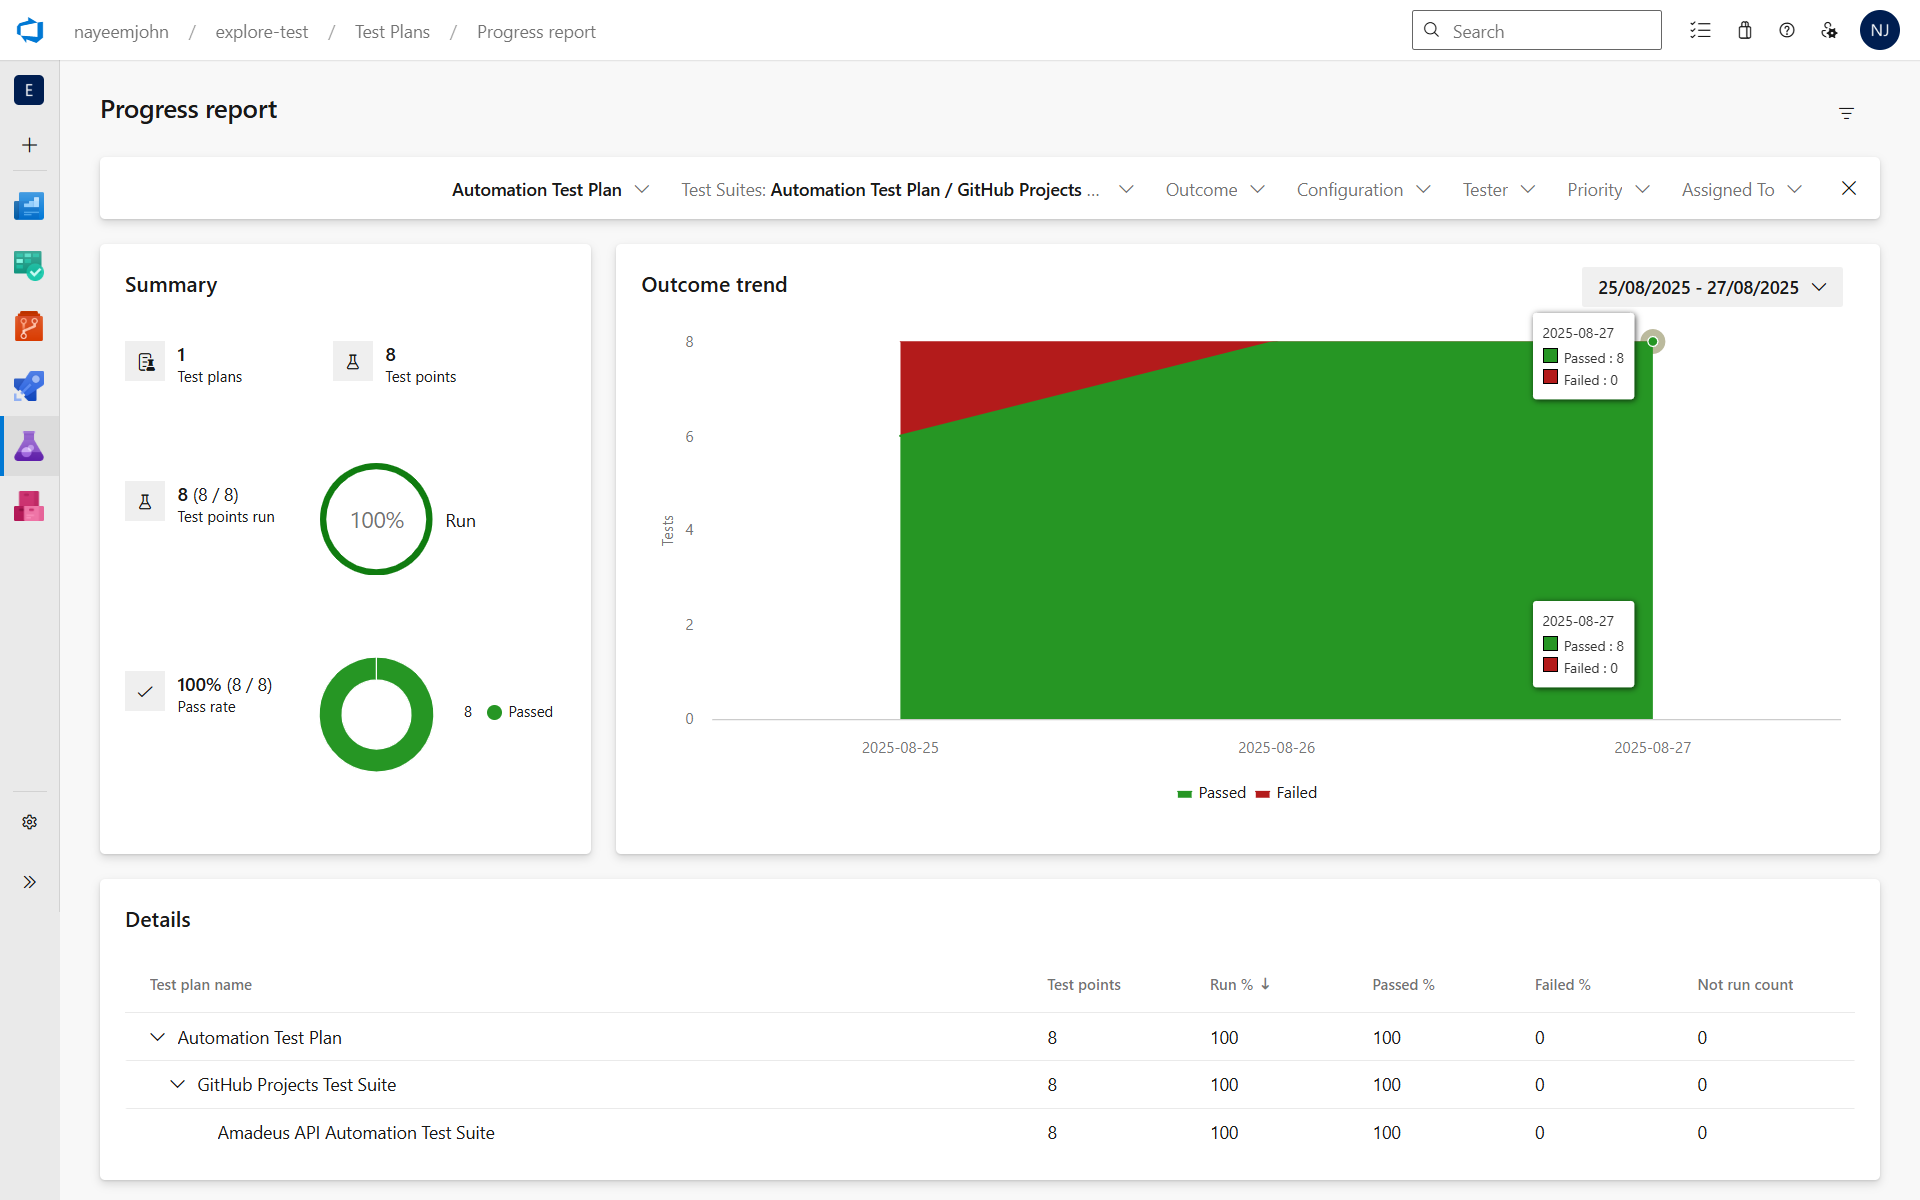 nayeemjohn / explore-test / Test Plans / Progress report
Search
NJ
E
Progress report
Automation Test Plan
Test Suites: Automation Test Plan / GitHub Projects ...
Outcome
Configuration
Tester
Priority
Assigned To
Summary
1
Test plans
8
Test points
8 (8 / 8)
Test points run
100%
Run
100% (8 / 8)
Pass rate
8 Passed
Outcome trend
25/08/2025 - 27/08/2025
8
6
4
2
0
Tests
2025-08-27
Passed : 8
Failed : 0
2025-08-27
Passed : 8
Failed : 0
2025-08-25
2025-08-26
2025-08-27
Passed
Failed
Details
Test plan name Test points Run % Passed % Failed % Not run count
Automation Test Plan 8 100 100 0 0
GitHub Projects Test Suite 8 100 100 0 0
Amadeus API Automation Test Suite 8 100 100 0 0